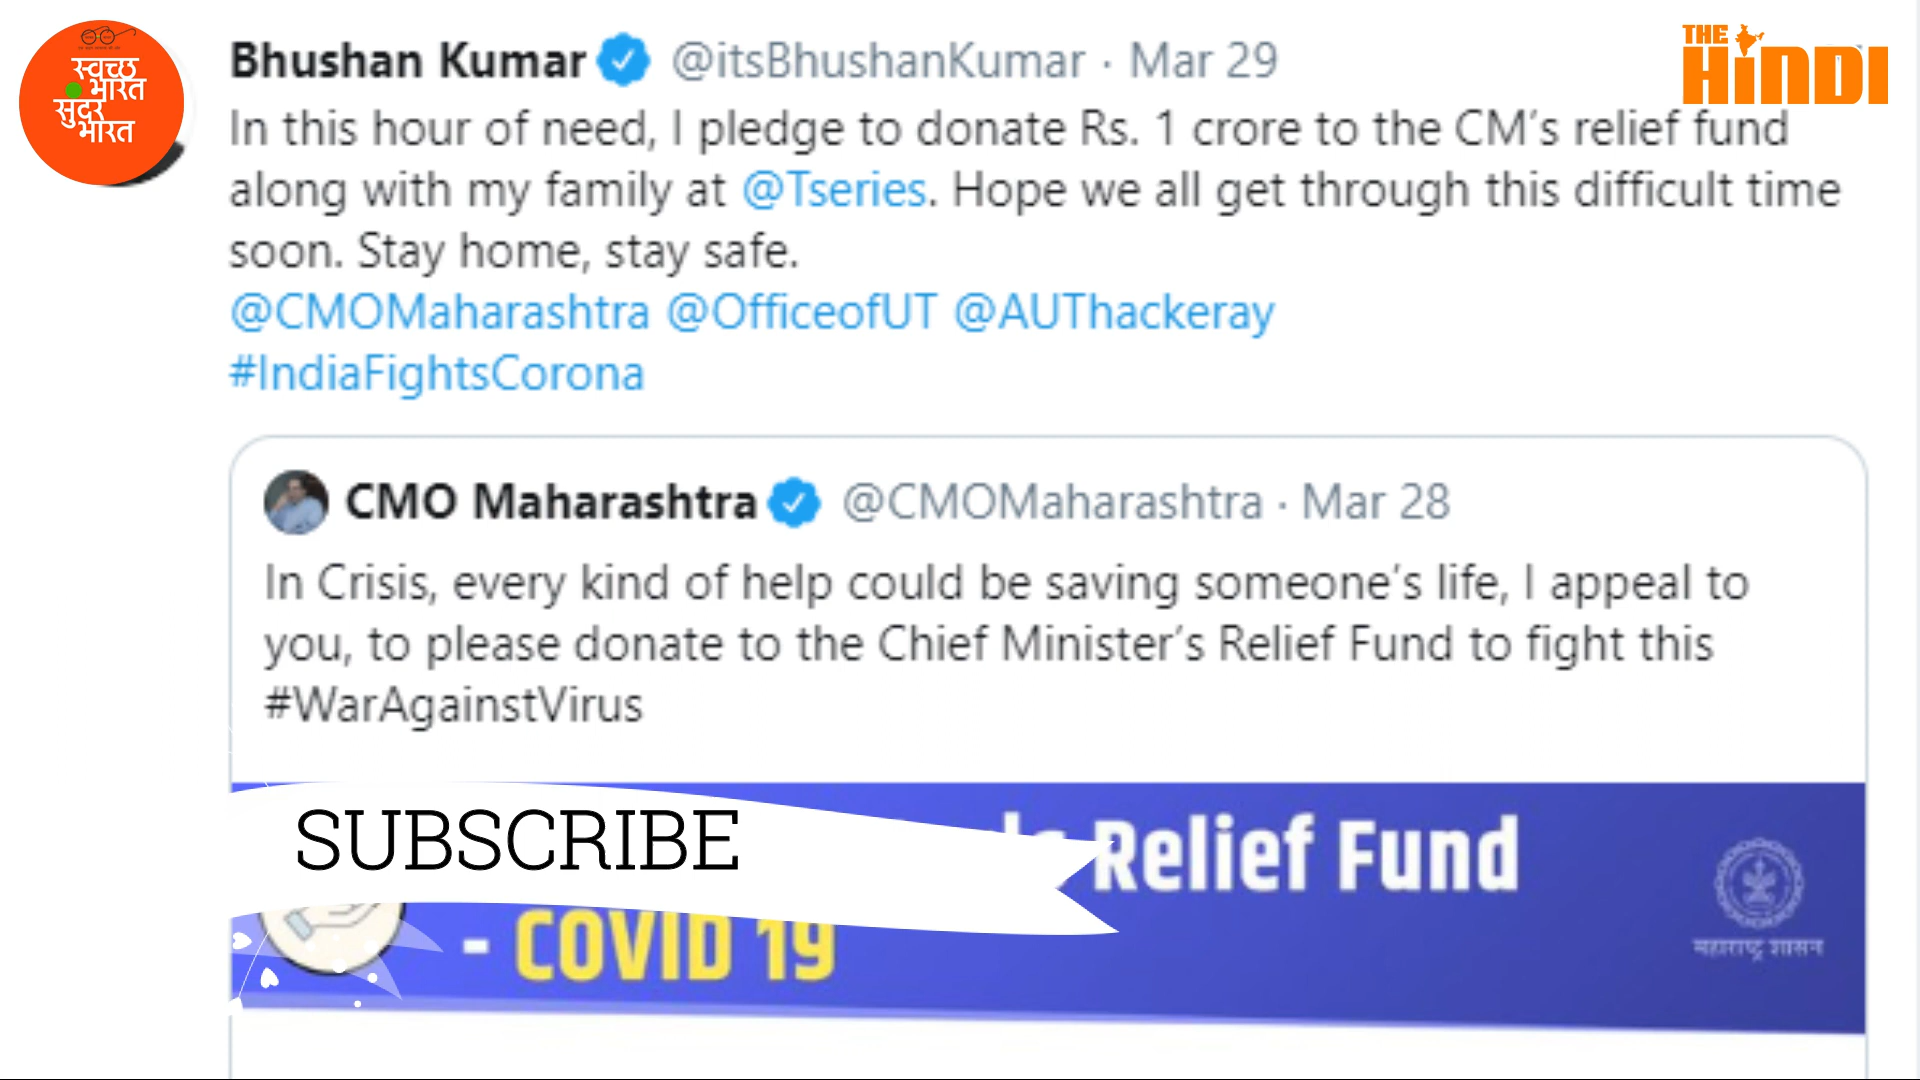 स्वच्छ
भारत
सुंदर
भारत
THE
HiNDI
Bhushan Kumar @itsBhushanKumar · Mar 29
In this hour of need, I pledge to donate Rs. 1 crore to the CM's relief fund
along with my family at @Tseries. Hope we all get through this difficult time
soon. Stay home, stay safe.
@CMOMaharashtra @OfficeofUT @AUThackeray
#IndiaFightsCorona
CMO Maharashtra @CMOMaharashtra · Mar 28
In Crisis, every kind of help could be saving someone's life, I appeal to
you, to please donate to the Chief Minister's Relief Fund to fight this
#WarAgainstVirus
SUBSCRIBE
Relief Fund
- COVID 19
महाराष्ट्र शासन